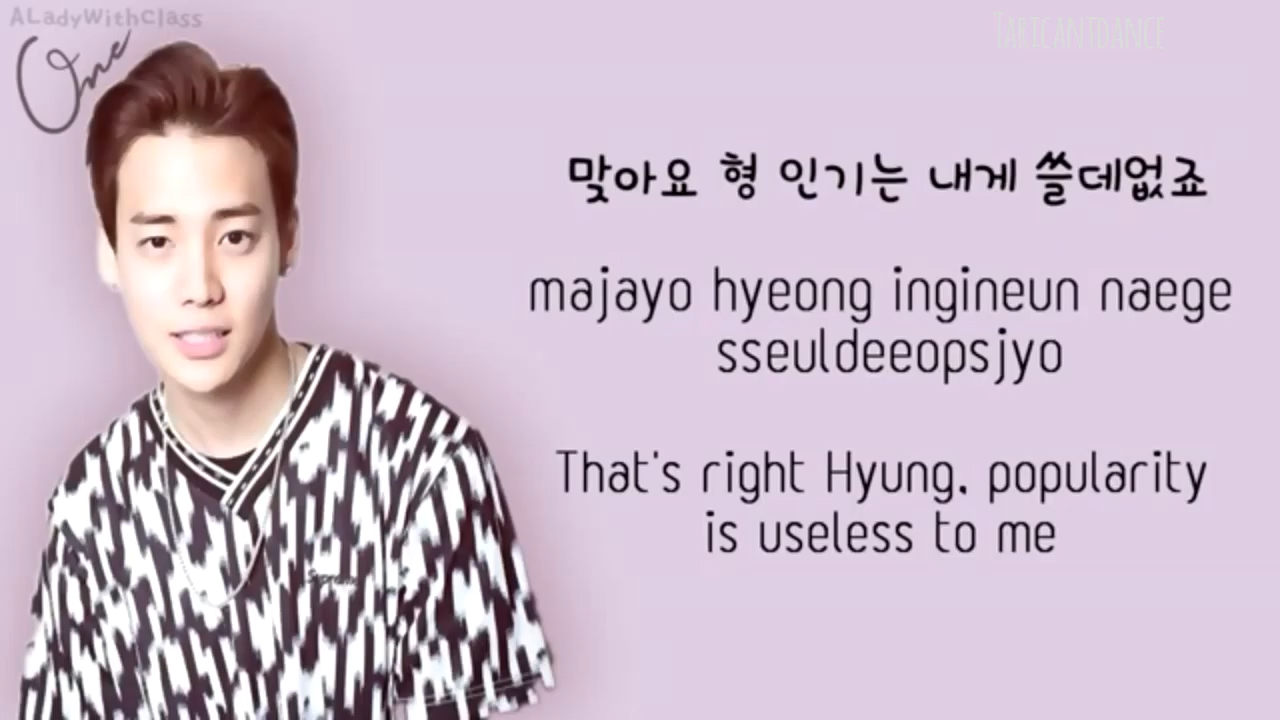 ALadyWithClass
One
Taeicantdance
맞아요 형 인기는 내게 쓸데없죠
majayo hyeong ingineun naege
sseuldeeopsjyo
That's right Hyung, popularity
is useless to me